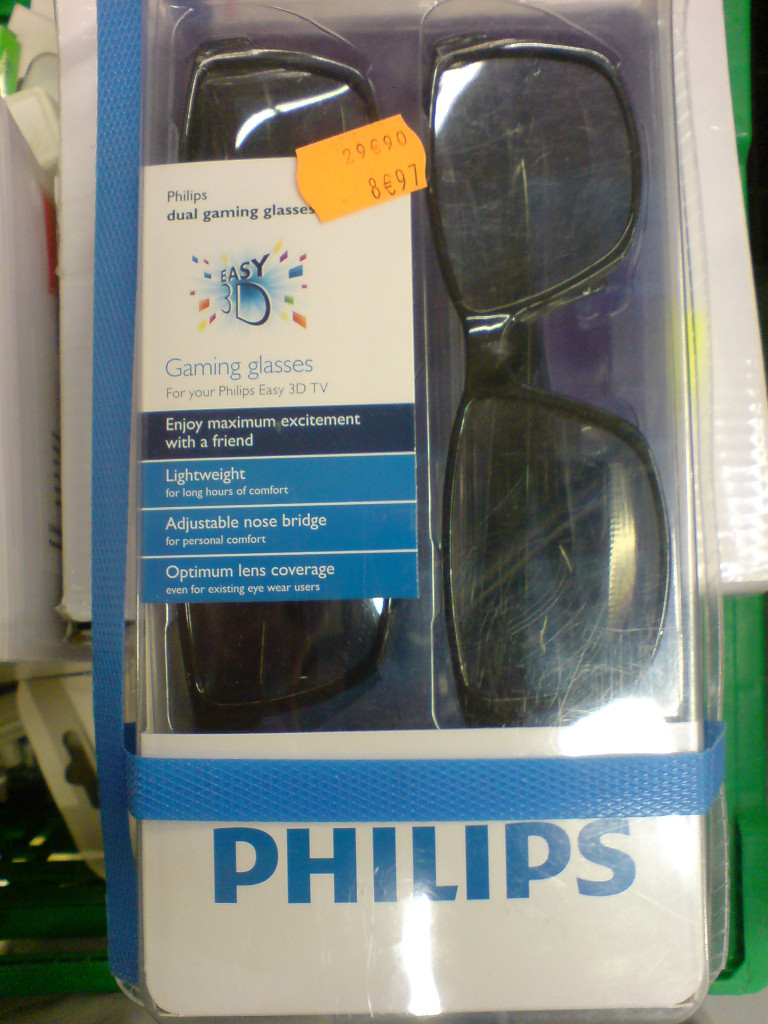 29€90
8€97
Philips
dual gaming glasses
EASY
3D
Gaming glasses
For your Philips Easy 3D TV
Enjoy maximum excitement
with a friend
Lightweight
for long hours of comfort
Adjustable nose bridge
for personal comfort
Optimum lens coverage
even for existing eye wear users
PHILIPS